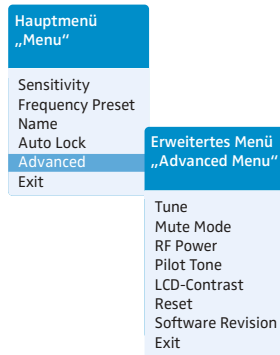 Hauptmenü
„Menu“
Sensitivity
Frequency Preset
Name
Auto Lock
Advanced
Exit
Erweitertes Menü
„Advanced Menu“
Tune
Mute Mode
RF Power
Pilot Tone
LCD-Contrast
Reset
Software Revision
Exit